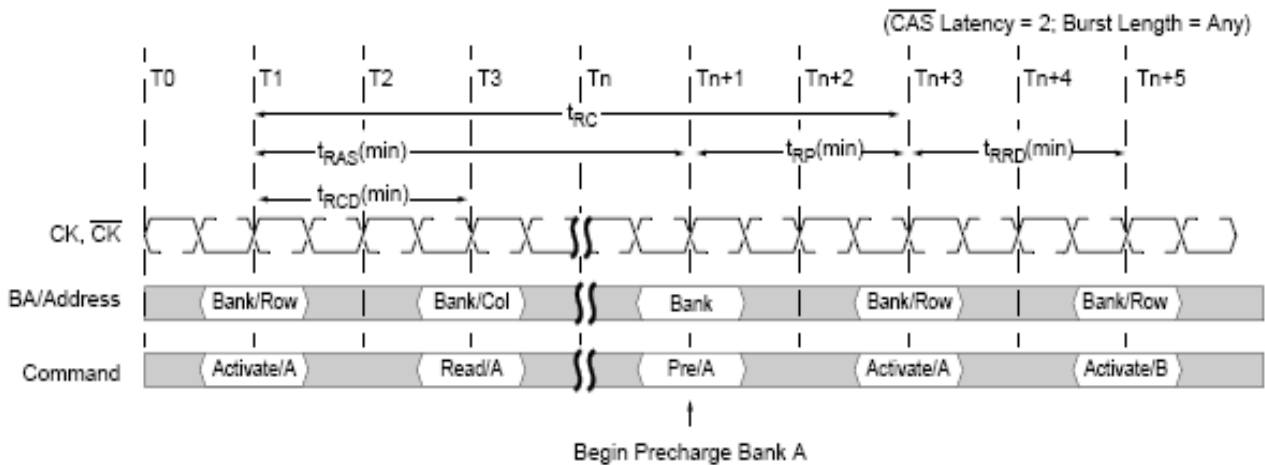 (CAS Latency = 2; Burst Length = Any)
T0 T1 T2 T3 Tn Tn+1 Tn+2 Tn+3 Tn+4 Tn+5
tRC
tRAS(min) tRP(min) tRRD(min)
tRCD(min)
CK, CK
BA/Address Bank/Row Bank/Col Bank Bank/Row Bank/Row
Command Activate/A Read/A Pre/A Activate/A Activate/B
Begin Precharge Bank A